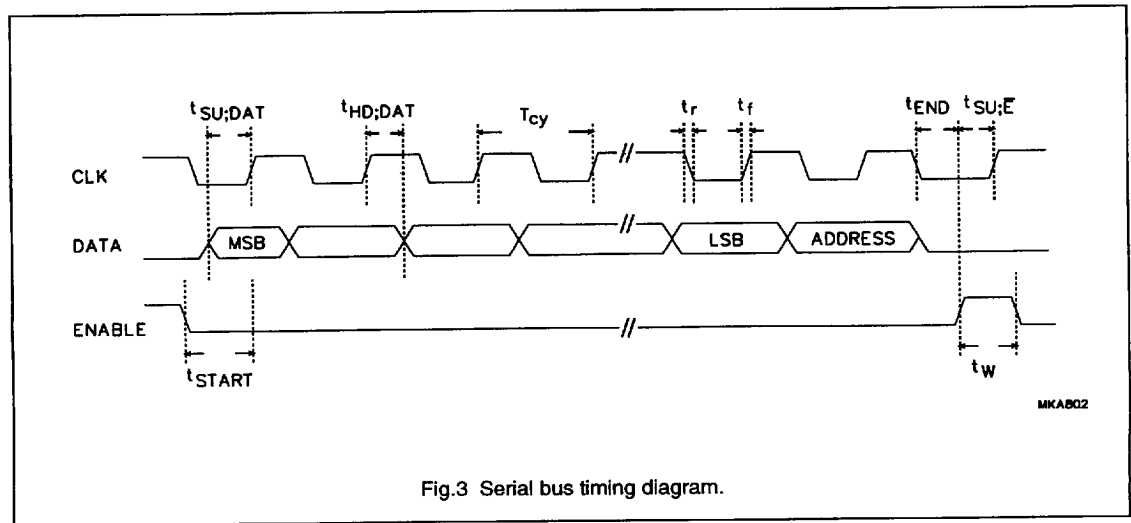 tSU;DAT tHD;DAT Tcy tr tf tEND tSU;E̅
CLK
//
DATA MSB // LSB ADDRESS
ENABLE //
tSTART tW
MKA802
Fig.3 Serial bus timing diagram.